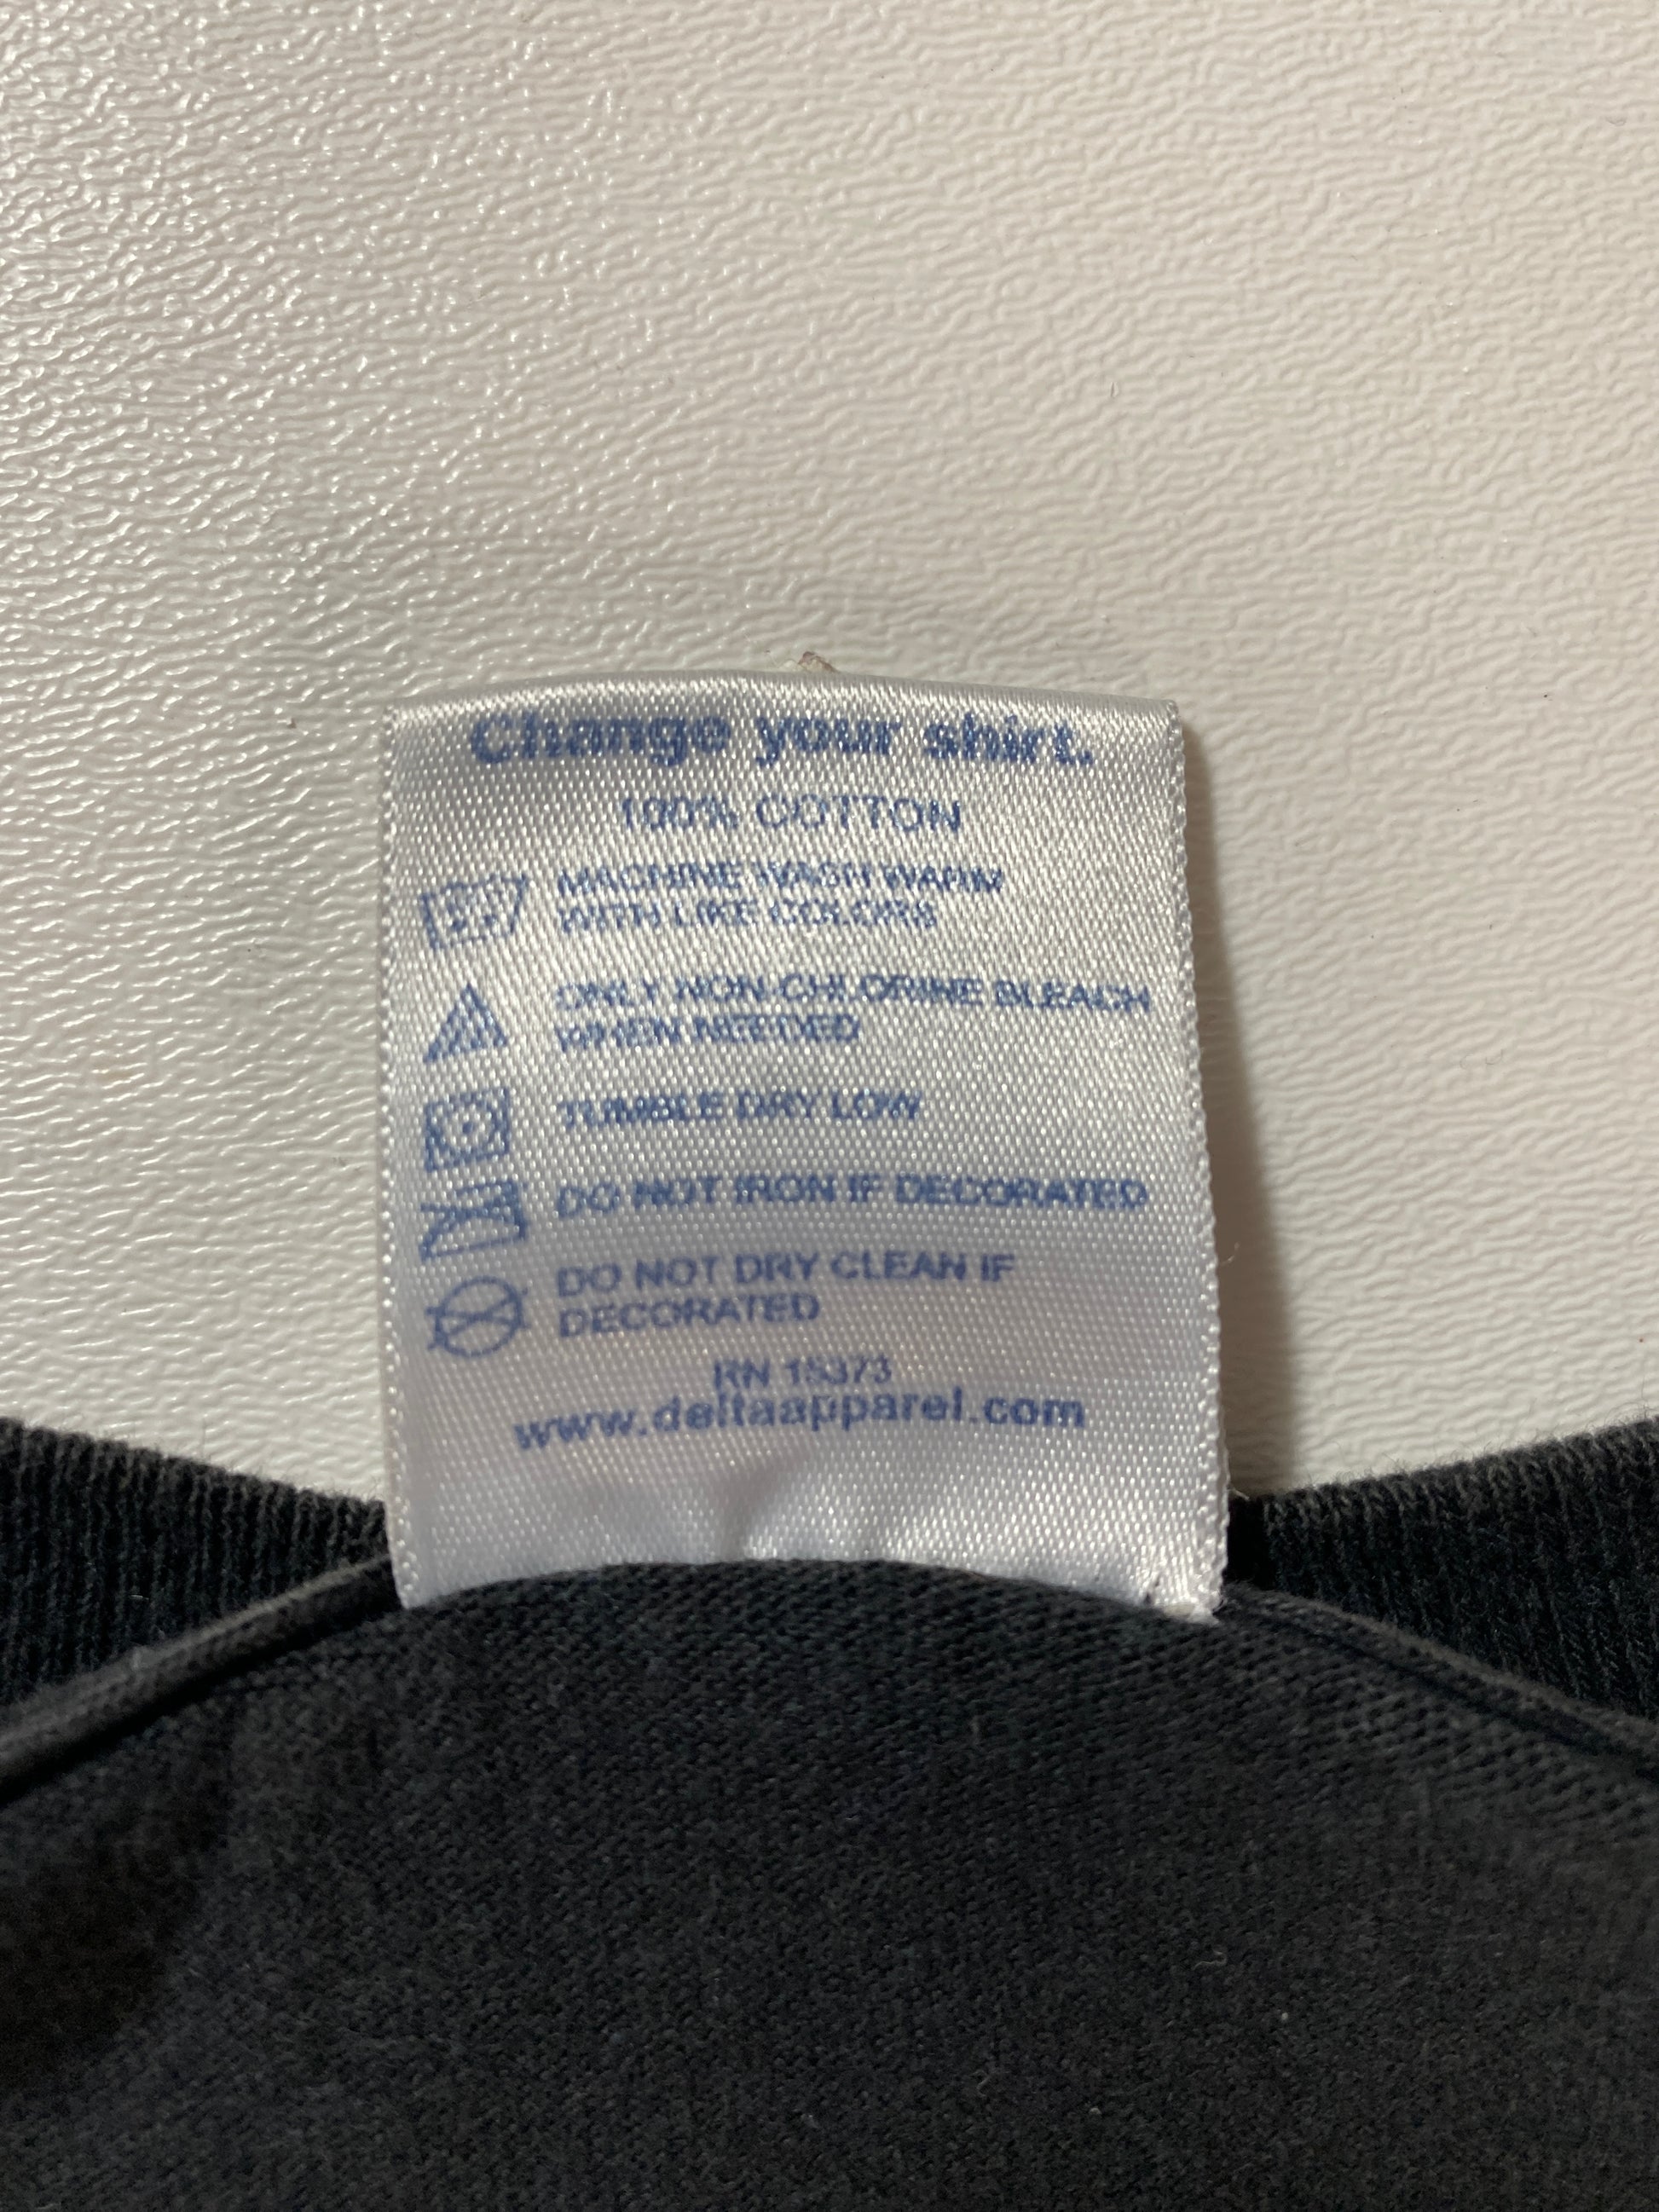 Change your shirt.
100% COTTON
MACHINE WASH WARM
WITH LIKE COLORS
ONLY NON-CHLORINE BLEACH
WHEN NEEDED
TUMBLE DRY LOW
DO NOT IRON IF DECORATED
DO NOT DRY CLEAN IF
DECORATED
RN 15373
www.deltaapparel.com